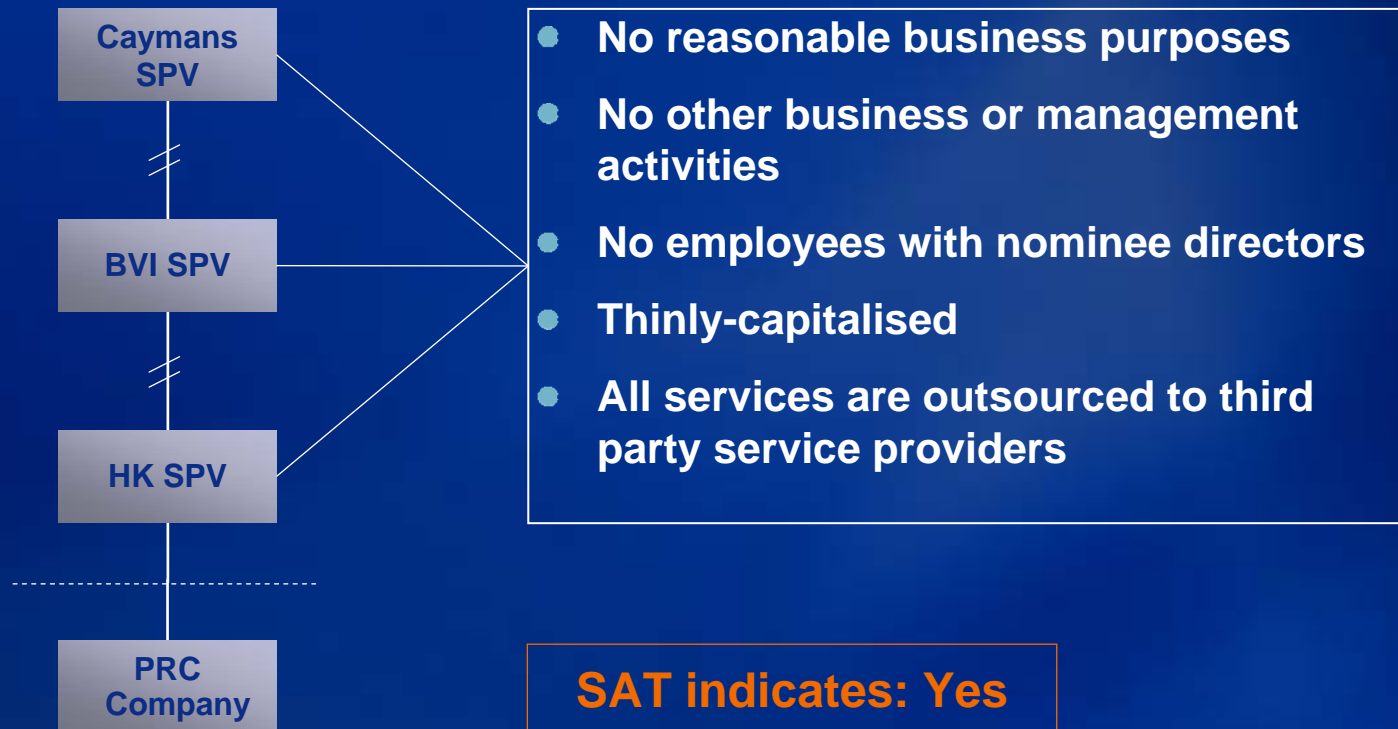 Caymans
SPV
BVI SPV
HK SPV
PRC
Company
No reasonable business purposes
No other business or management
activities
No employees with nominee directors
Thinly-capitalised
All services are outsourced to third
party service providers
SAT indicates: Yes